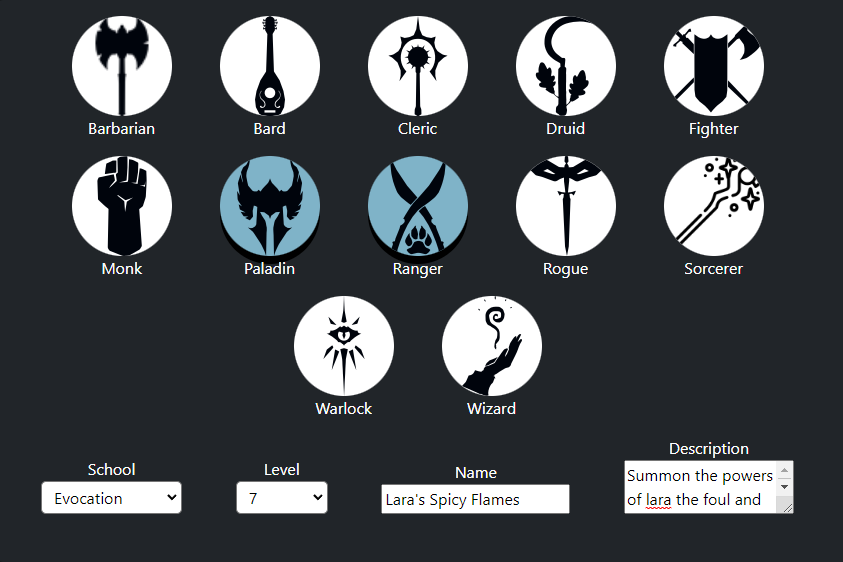 Barbarian
Bard
Cleric
Druid
Fighter
Monk
Paladin
Ranger
Rogue
Sorcerer
Warlock
Wizard
School
Evocation
Level
7
Name
Lara's Spicy Flames
Description
Summon the powers
of lara the foul and